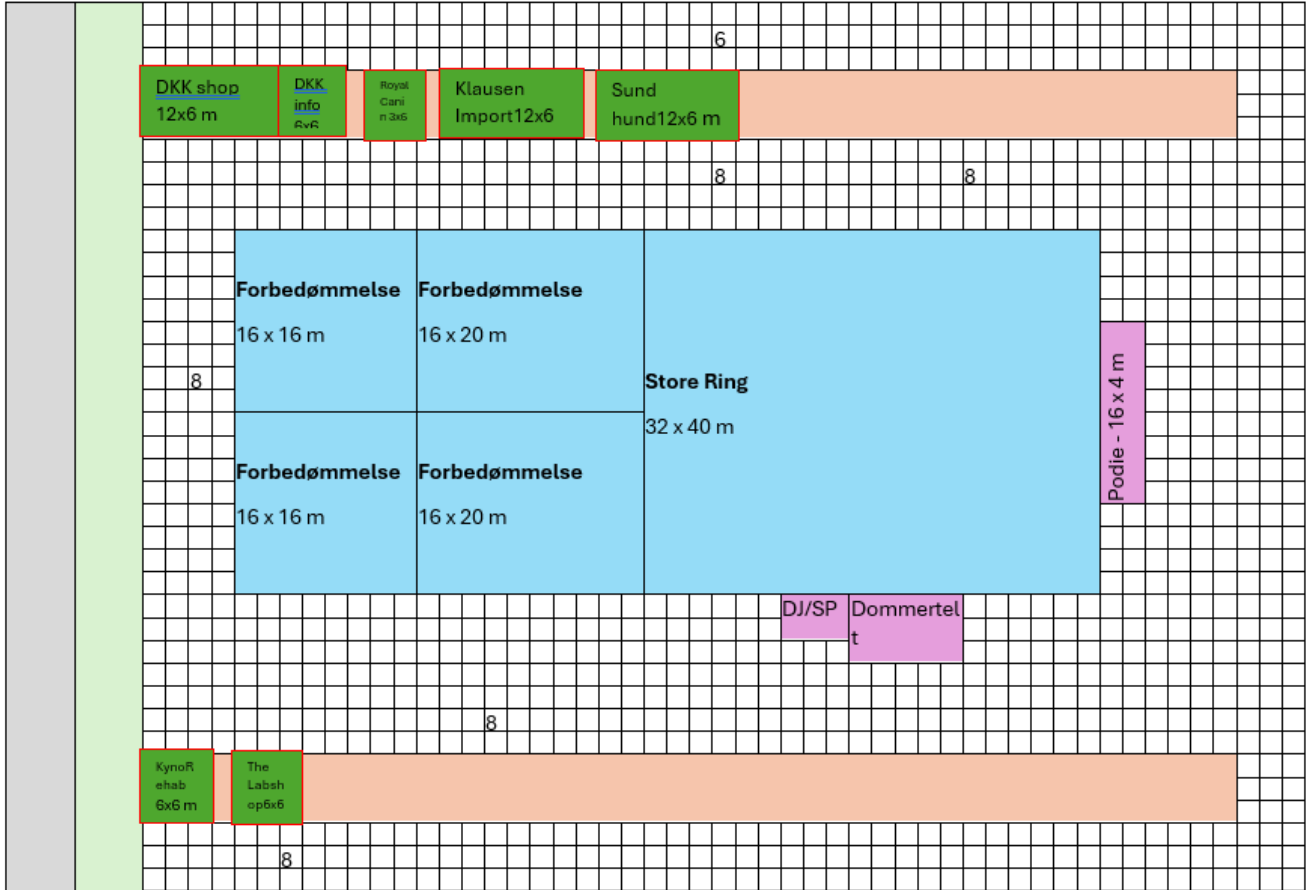 6
DKK shop
12x6 m
DKK
info
6x6
Royal
Cani
n 3x6
Klausen
Import12x6
Sund
hund12x6 m
8
8
Forbedømmelse
16 x 16 m
Forbedømmelse
16 x 20 m
8
Store Ring
32 x 40 m
Podie - 16 x 4 m
Forbedømmelse
16 x 16 m
Forbedømmelse
16 x 20 m
DJ/SP
Dommertel
t
8
KynoR
ehab
6x6 m
The
Labsh
op6x6
8